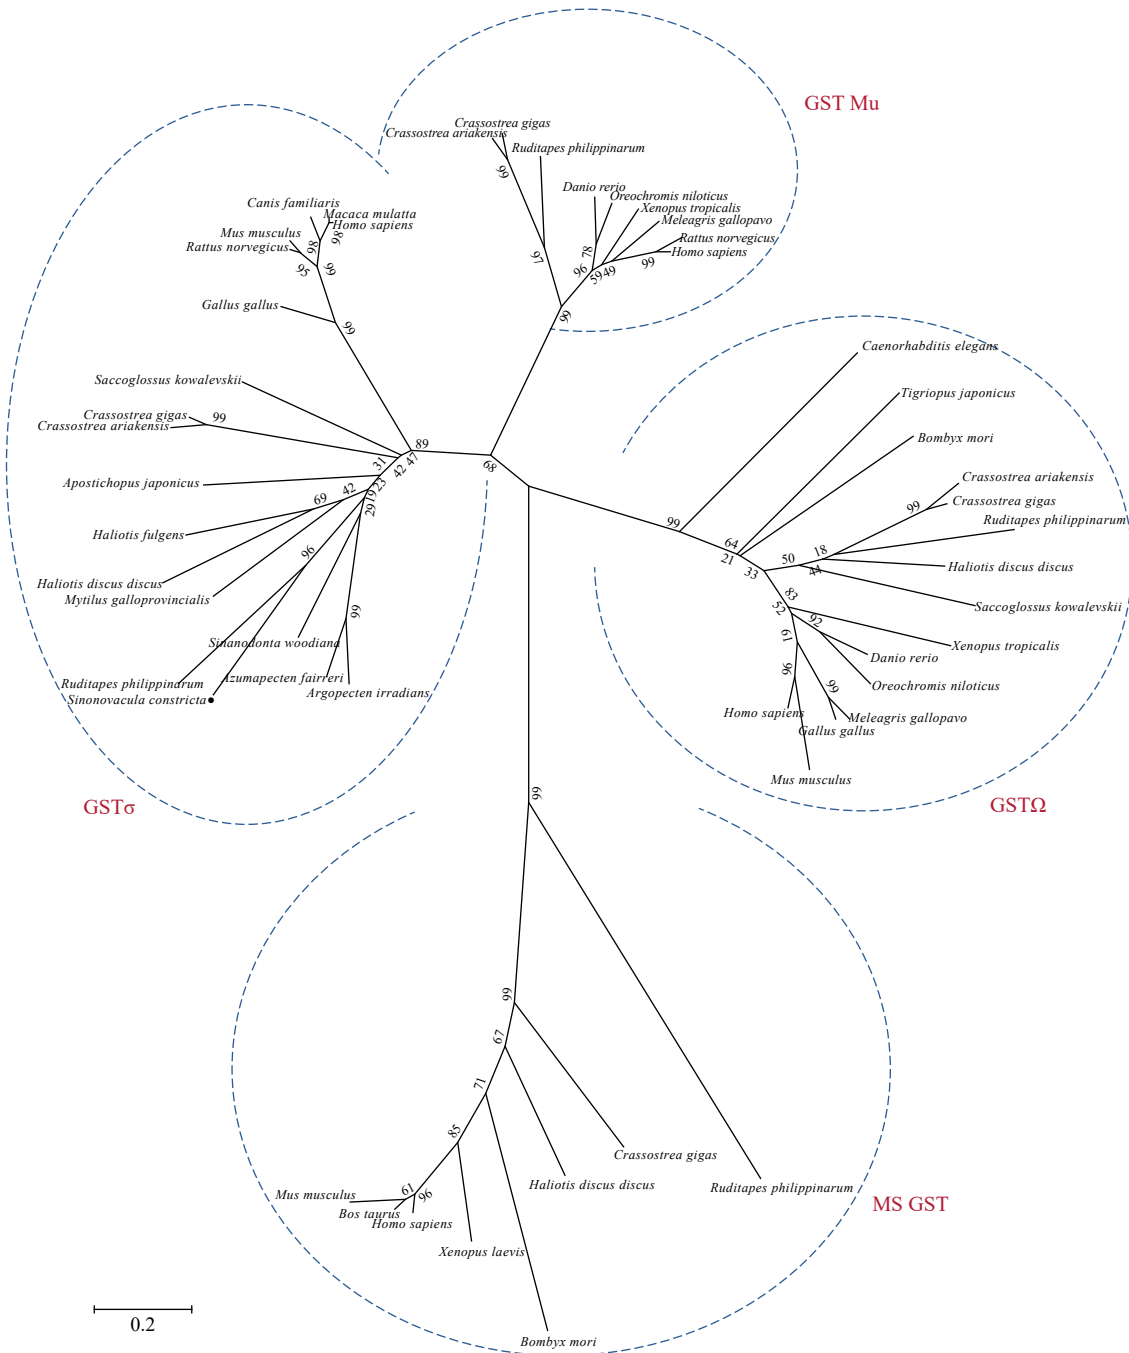 GST Mu
Crassostrea gigas
Crassostrea ariakensis
Ruditapes philippinarum
99
Danio rerio
Oreochromis niloticus
Xenopus tropicalis
Meleagris gallopavo
Rattus norvegicus
Homo sapiens
97
78
96
59
49
99
99
Canis familiaris
Macaca mulatta
Homo sapiens
Mus musculus
Rattus norvegicus
98
98
95
99
Gallus gallus
99
Saccoglossus kowalevskii
Crassostrea gigas
99
Crassostrea ariakensis
89
47
42
31
68
Apostichopus japonicus
23
19
29
42
69
Haliotis fulgens
96
Haliotis discus discus
Mytilus galloprovincialis
99
Sinanodonta woodiana
Azumapecten fairreri
Ruditapes philippinarum
Argopecten irradians
Sinonovacula constricta
GSTσ
Caenorhabditis elegans
Tigriopus japonicus
Bombyx mori
Crassostrea ariakensis
99
Crassostrea gigas
Ruditapes philippinarum
99
64
21
33
50
18
44
Haliotis discus discus
83
52
Saccoglossus kowalevskii
92
61
Xenopus tropicalis
Danio rerio
96
99
Oreochromis niloticus
Homo sapiens
Meleagris gallopavo
Gallus gallus
Mus musculus
GSTΩ
99
99
67
71
85
Crassostrea gigas
Haliotis discus discus
Ruditapes philippinarum
61
96
Mus musculus
Bos taurus
Homo sapiens
MS GST
Xenopus laevis
0.2
Bombyx mori